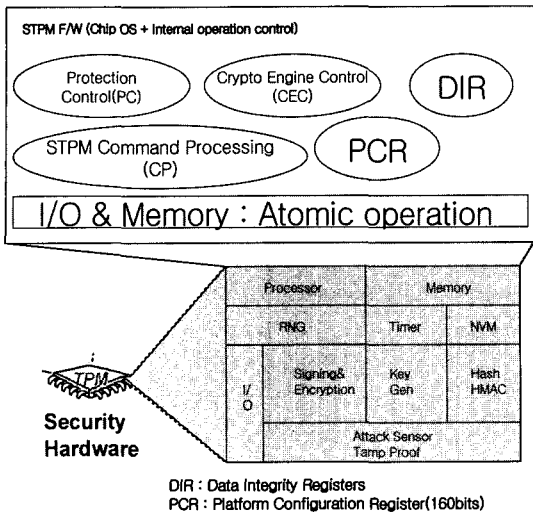 STPM F/W (Chip OS + Internal operation control)
Protection
Control(PC)
Crypto Engine Control
(CEC)
DIR
STPM Command Processing
(CP)
PCR
I/O & Memory : Atomic operation
Processor
Memory
RNG
Timer
NVM
I/
O
Signing&
Encryption
Key
Gen
Hash
HMAC
Attack Sensor
Tamp Proof
TPM
Security
Hardware
DIR : Data Integrity Registers
PCR : Platform Configuration Register(160bits)